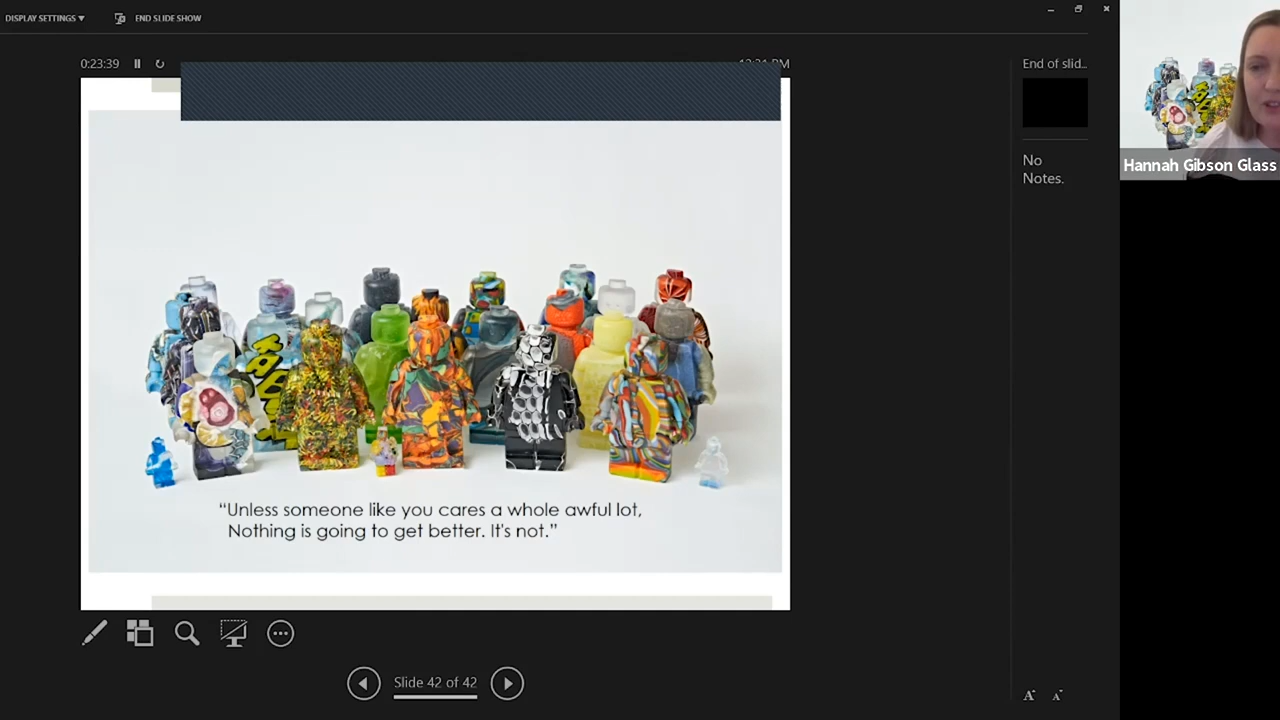 DISPLAY SETTINGS ▾ END SLIDE SHOW
0:23:39
End of slid...
No
Notes.
Hannah Gibson Glass
“Unless someone like you cares a whole awful lot,
Nothing is going to get better. It's not.”
Slide 42 of 42
A A